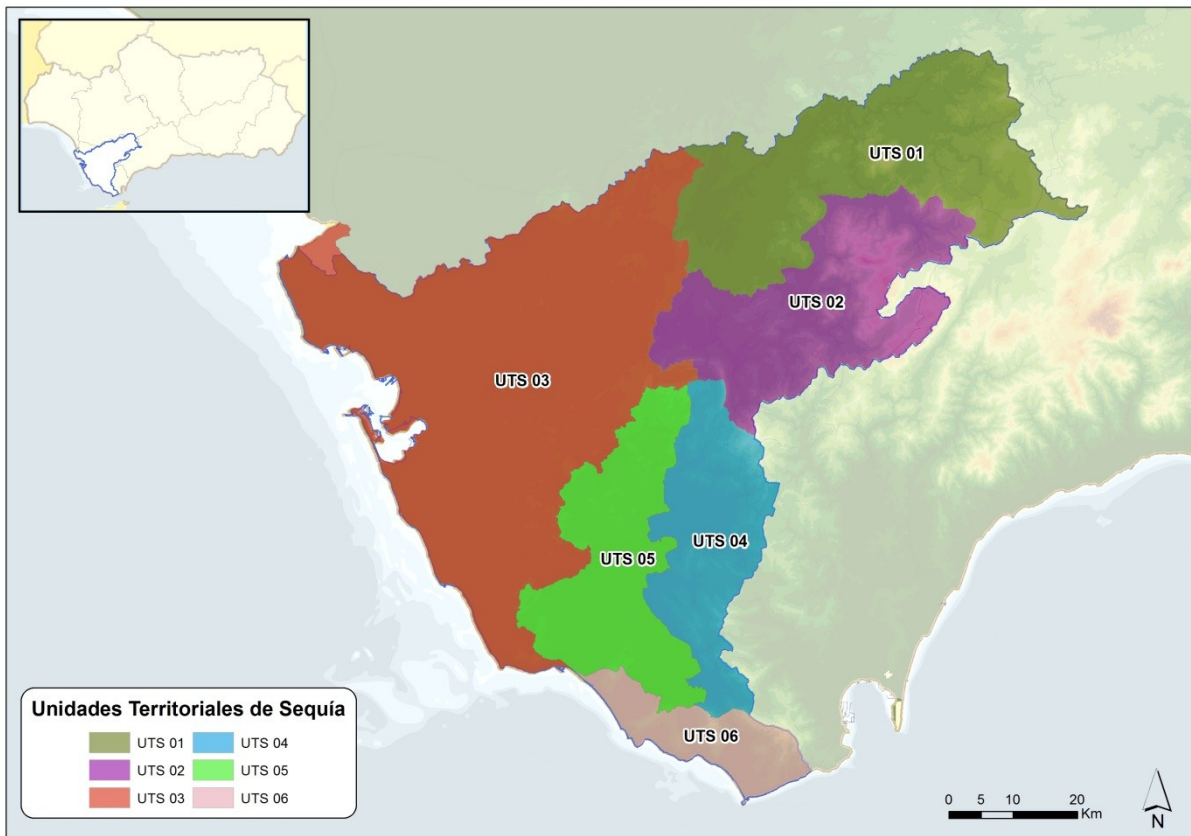 UTS 01
UTS 02
UTS 03
UTS 04
UTS 05
UTS 06
Unidades Territoriales de Sequía
UTS 01 UTS 04
UTS 02 UTS 05
UTS 03 UTS 06
0 5 10 20
Km
N